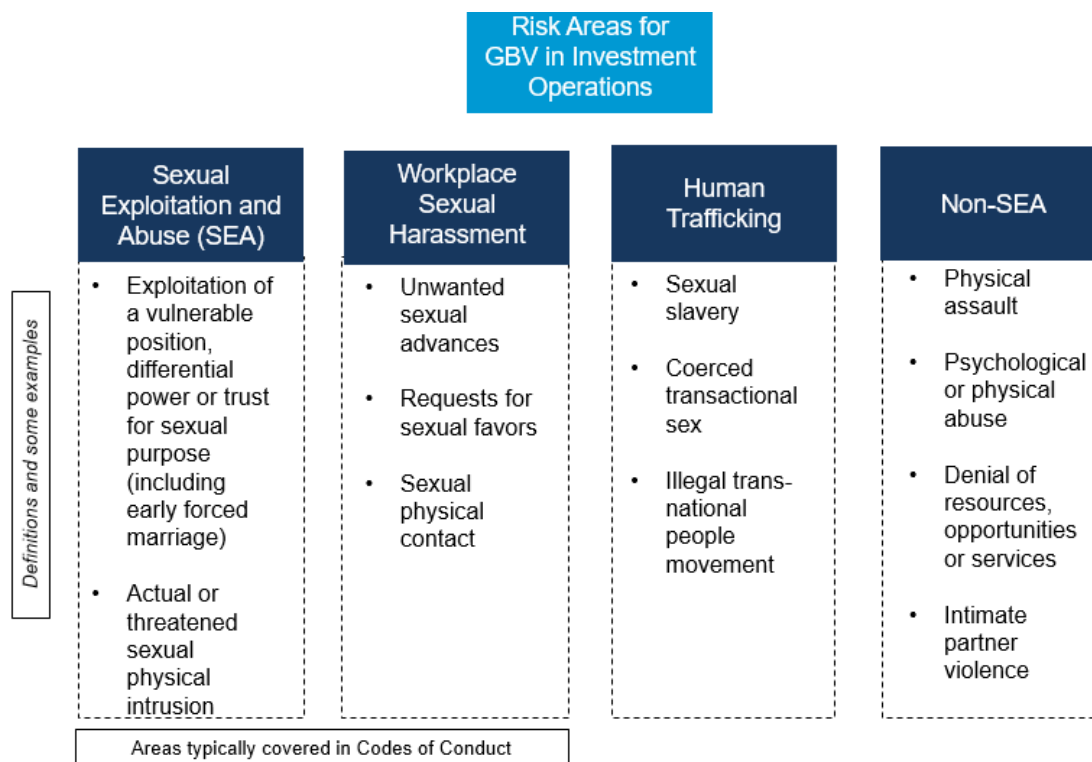 Risk Areas for
GBV in Investment
Operations
Sexual
Exploitation and
Abuse (SEA)
Workplace
Sexual
Harassment
Human
Trafficking
Non-SEA
Definitions and some examples
• Exploitation of
a vulnerable
position,
differential
power or trust
for sexual
purpose
(including
early forced
marriage)
• Actual or
threatened
sexual
physical
intrusion
• Unwanted
sexual
advances
• Requests for
sexual favors
• Sexual
physical
contact
• Sexual
slavery
• Coerced
transactional
sex
• Illegal trans-
national
people
movement
• Physical
assault
• Psychological
or physical
abuse
• Denial of
resources,
opportunities
or services
• Intimate
partner
violence
Areas typically covered in Codes of Conduct